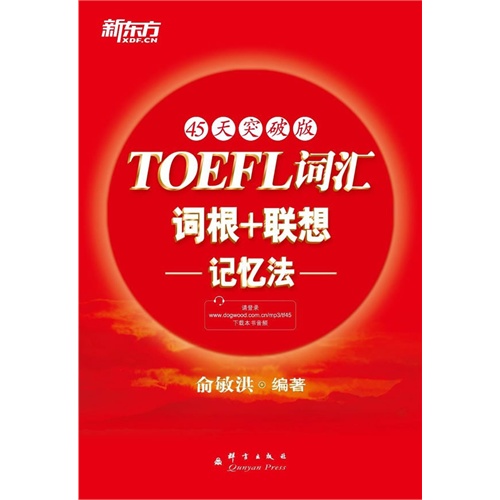 新东方
XDF.CN
45天突破版
TOEFL词汇
词根+联想
记忆法
请登录
www.dogwood.com.cn/mp3/tf45
下载本书音频
俞敏洪·编著
群言出版社
Qunyan Press